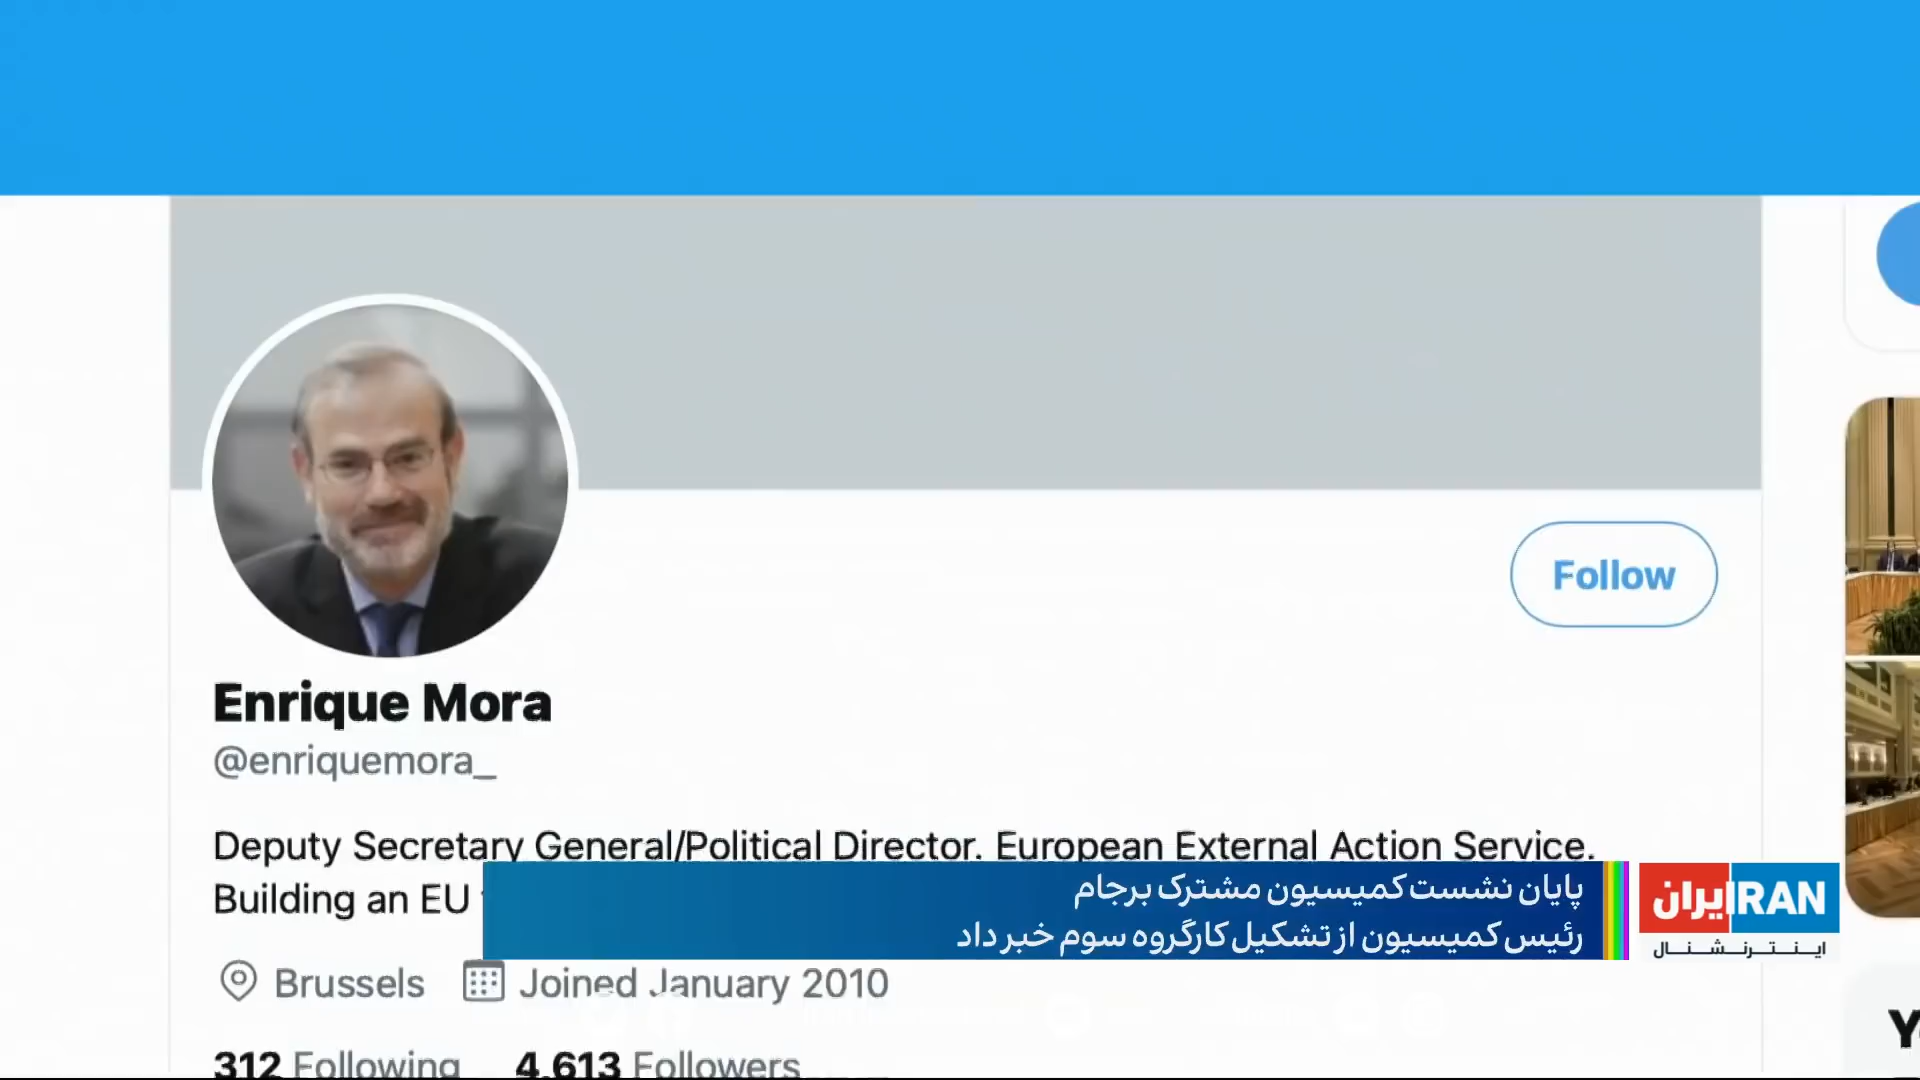 Follow
Enrique Mora
@enriquemora_
Deputy Secretary General/Political Director. European External Action Service.
Building an EU
پایان نشست کمیسیون مشترک برجام
رئیس کمیسیون از تشکیل کارگروه سوم خبر داد
ایران IRAN
اینترنشنال
Brussels Joined January 2010
312 Following 4,613 Followers